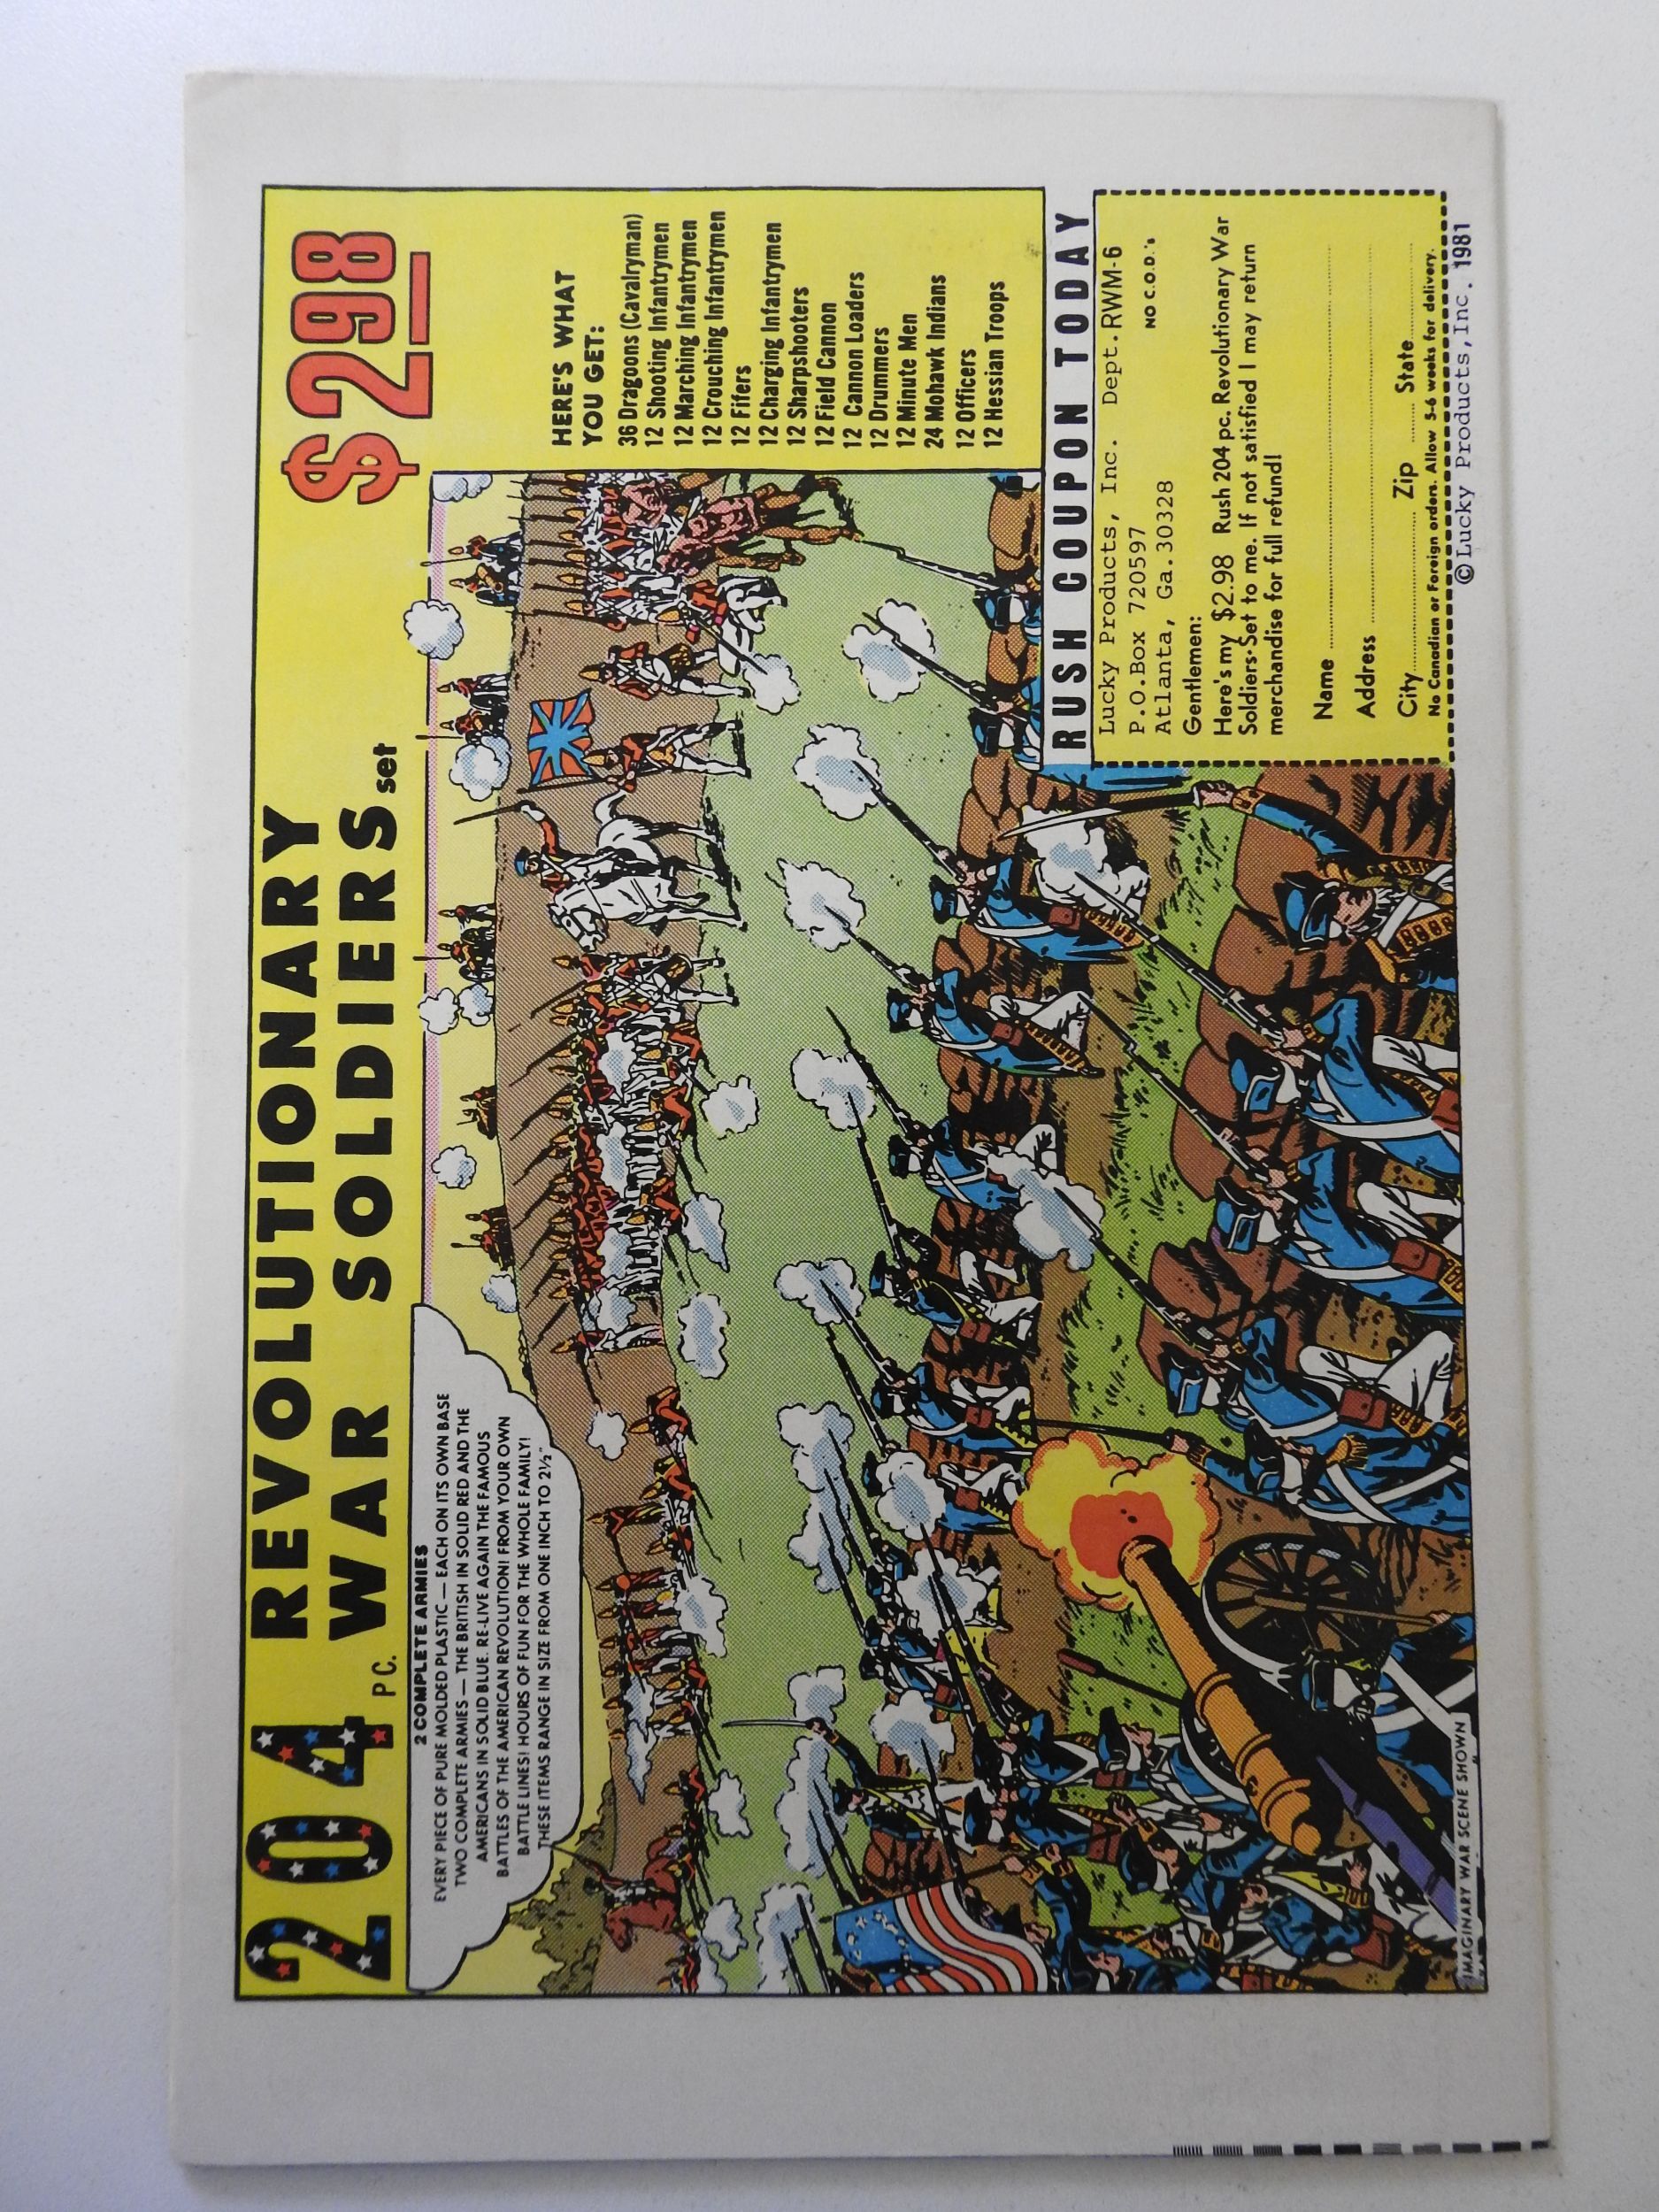 204 PC. REVOLUTIONARY
WAR SOLDIERS set
$2.98
2 COMPLETE ARMIES
EVERY PIECE OF PURE MOLDED PLASTIC — EACH ON ITS OWN BASE
TWO COMPLETE ARMIES — THE BRITISH IN SOLID RED AND THE
AMERICANS IN SOLID BLUE. RE-LIVE AGAIN THE FAMOUS
BATTLES OF THE AMERICAN REVOLUTION! FROM YOUR OWN
BATTLE LINES! HOURS OF FUN FOR THE WHOLE FAMILY!
THESE ITEMS RANGE IN SIZE FROM ONE INCH TO 2½"
HERE'S WHAT
YOU GET:
36 Dragoons (Cavalryman)
12 Shooting Infantrymen
12 Marching Infantrymen
12 Crouching Infantrymen
12 Fifers
12 Charging Infantrymen
12 Sharpshooters
12 Field Cannon
12 Cannon Loaders
12 Drummers
12 Minute Men
24 Mohawk Indians
12 Officers
12 Hessian Troops
RUSH COUPON TODAY
Lucky Products, Inc. Dept. RWM-6
P.O.Box 720597
NO C.O.D.'s
Atlanta, Ga. 30328
Gentlemen:
Here's my $2.98 Rush 204 pc. Revolutionary War
Soldiers·Set to me. If not satisfied I may return
merchandise for full refund!
Name
Address
City Zip State
No Canadian or Foreign orders. Allow 5-6 weeks for delivery.
IMAGINARY WAR SCENE SHOWN
©Lucky Products,Inc. 1981